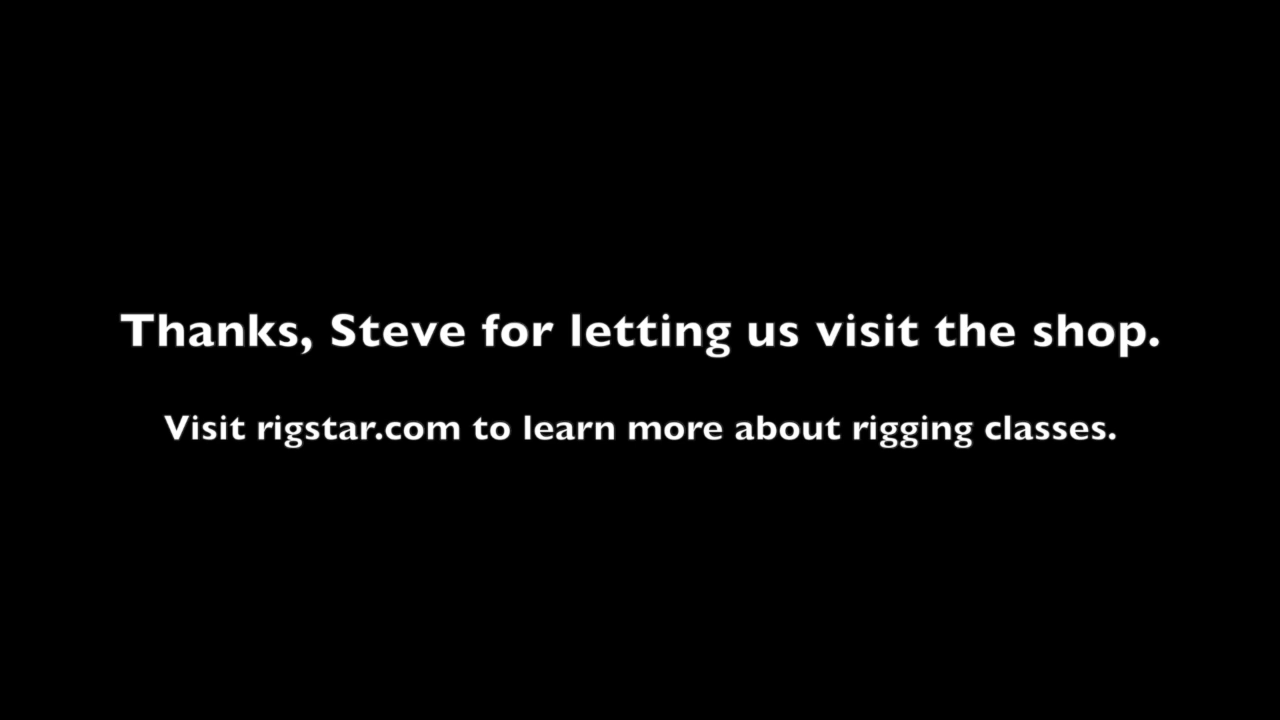 Thanks, Steve for letting us visit the shop.
Visit rigstar.com to learn more about rigging classes.